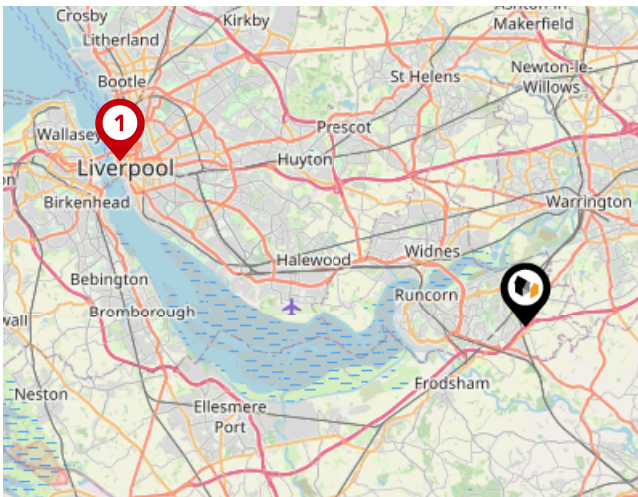 Crosby
Kirkby
Makerfield
Litherland
Bootle
St Helens
Newton-le-
Willows
1
Wallasey
Prescot
Liverpool
Huyton
Birkenhead
Warrington
Halewood
Widnes
Bebington
Runcorn
Bromborough
Frodsham
Neston
Ellesmere
Port